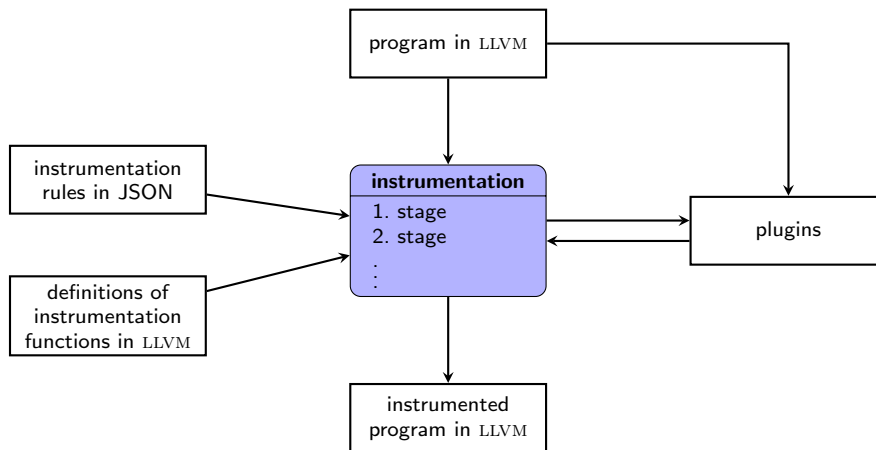 program in LLVM
instrumentation
rules in JSON
instrumentation
1. stage
2. stage
⋮
plugins
definitions of
instrumentation
functions in LLVM
instrumented
program in LLVM